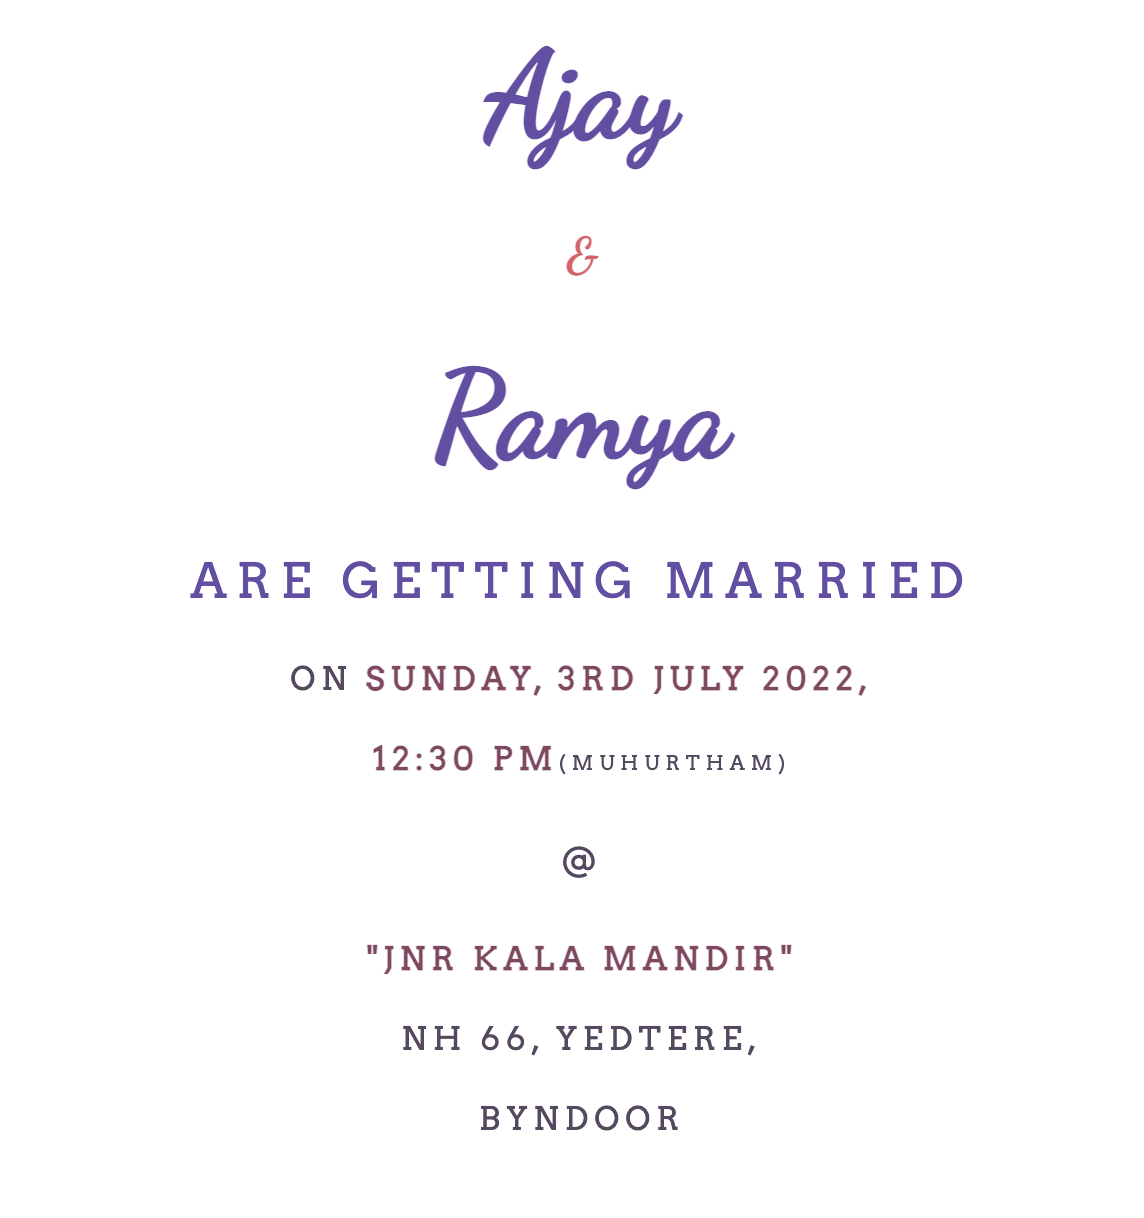 Ajay
&
Ramya
ARE GETTING MARRIED
ON SUNDAY, 3RD JULY 2022,
12:30 PM(MUHURTHAM)
@
"JNR KALA MANDIR"
NH 66, YEDTERE,
BYNDOOR